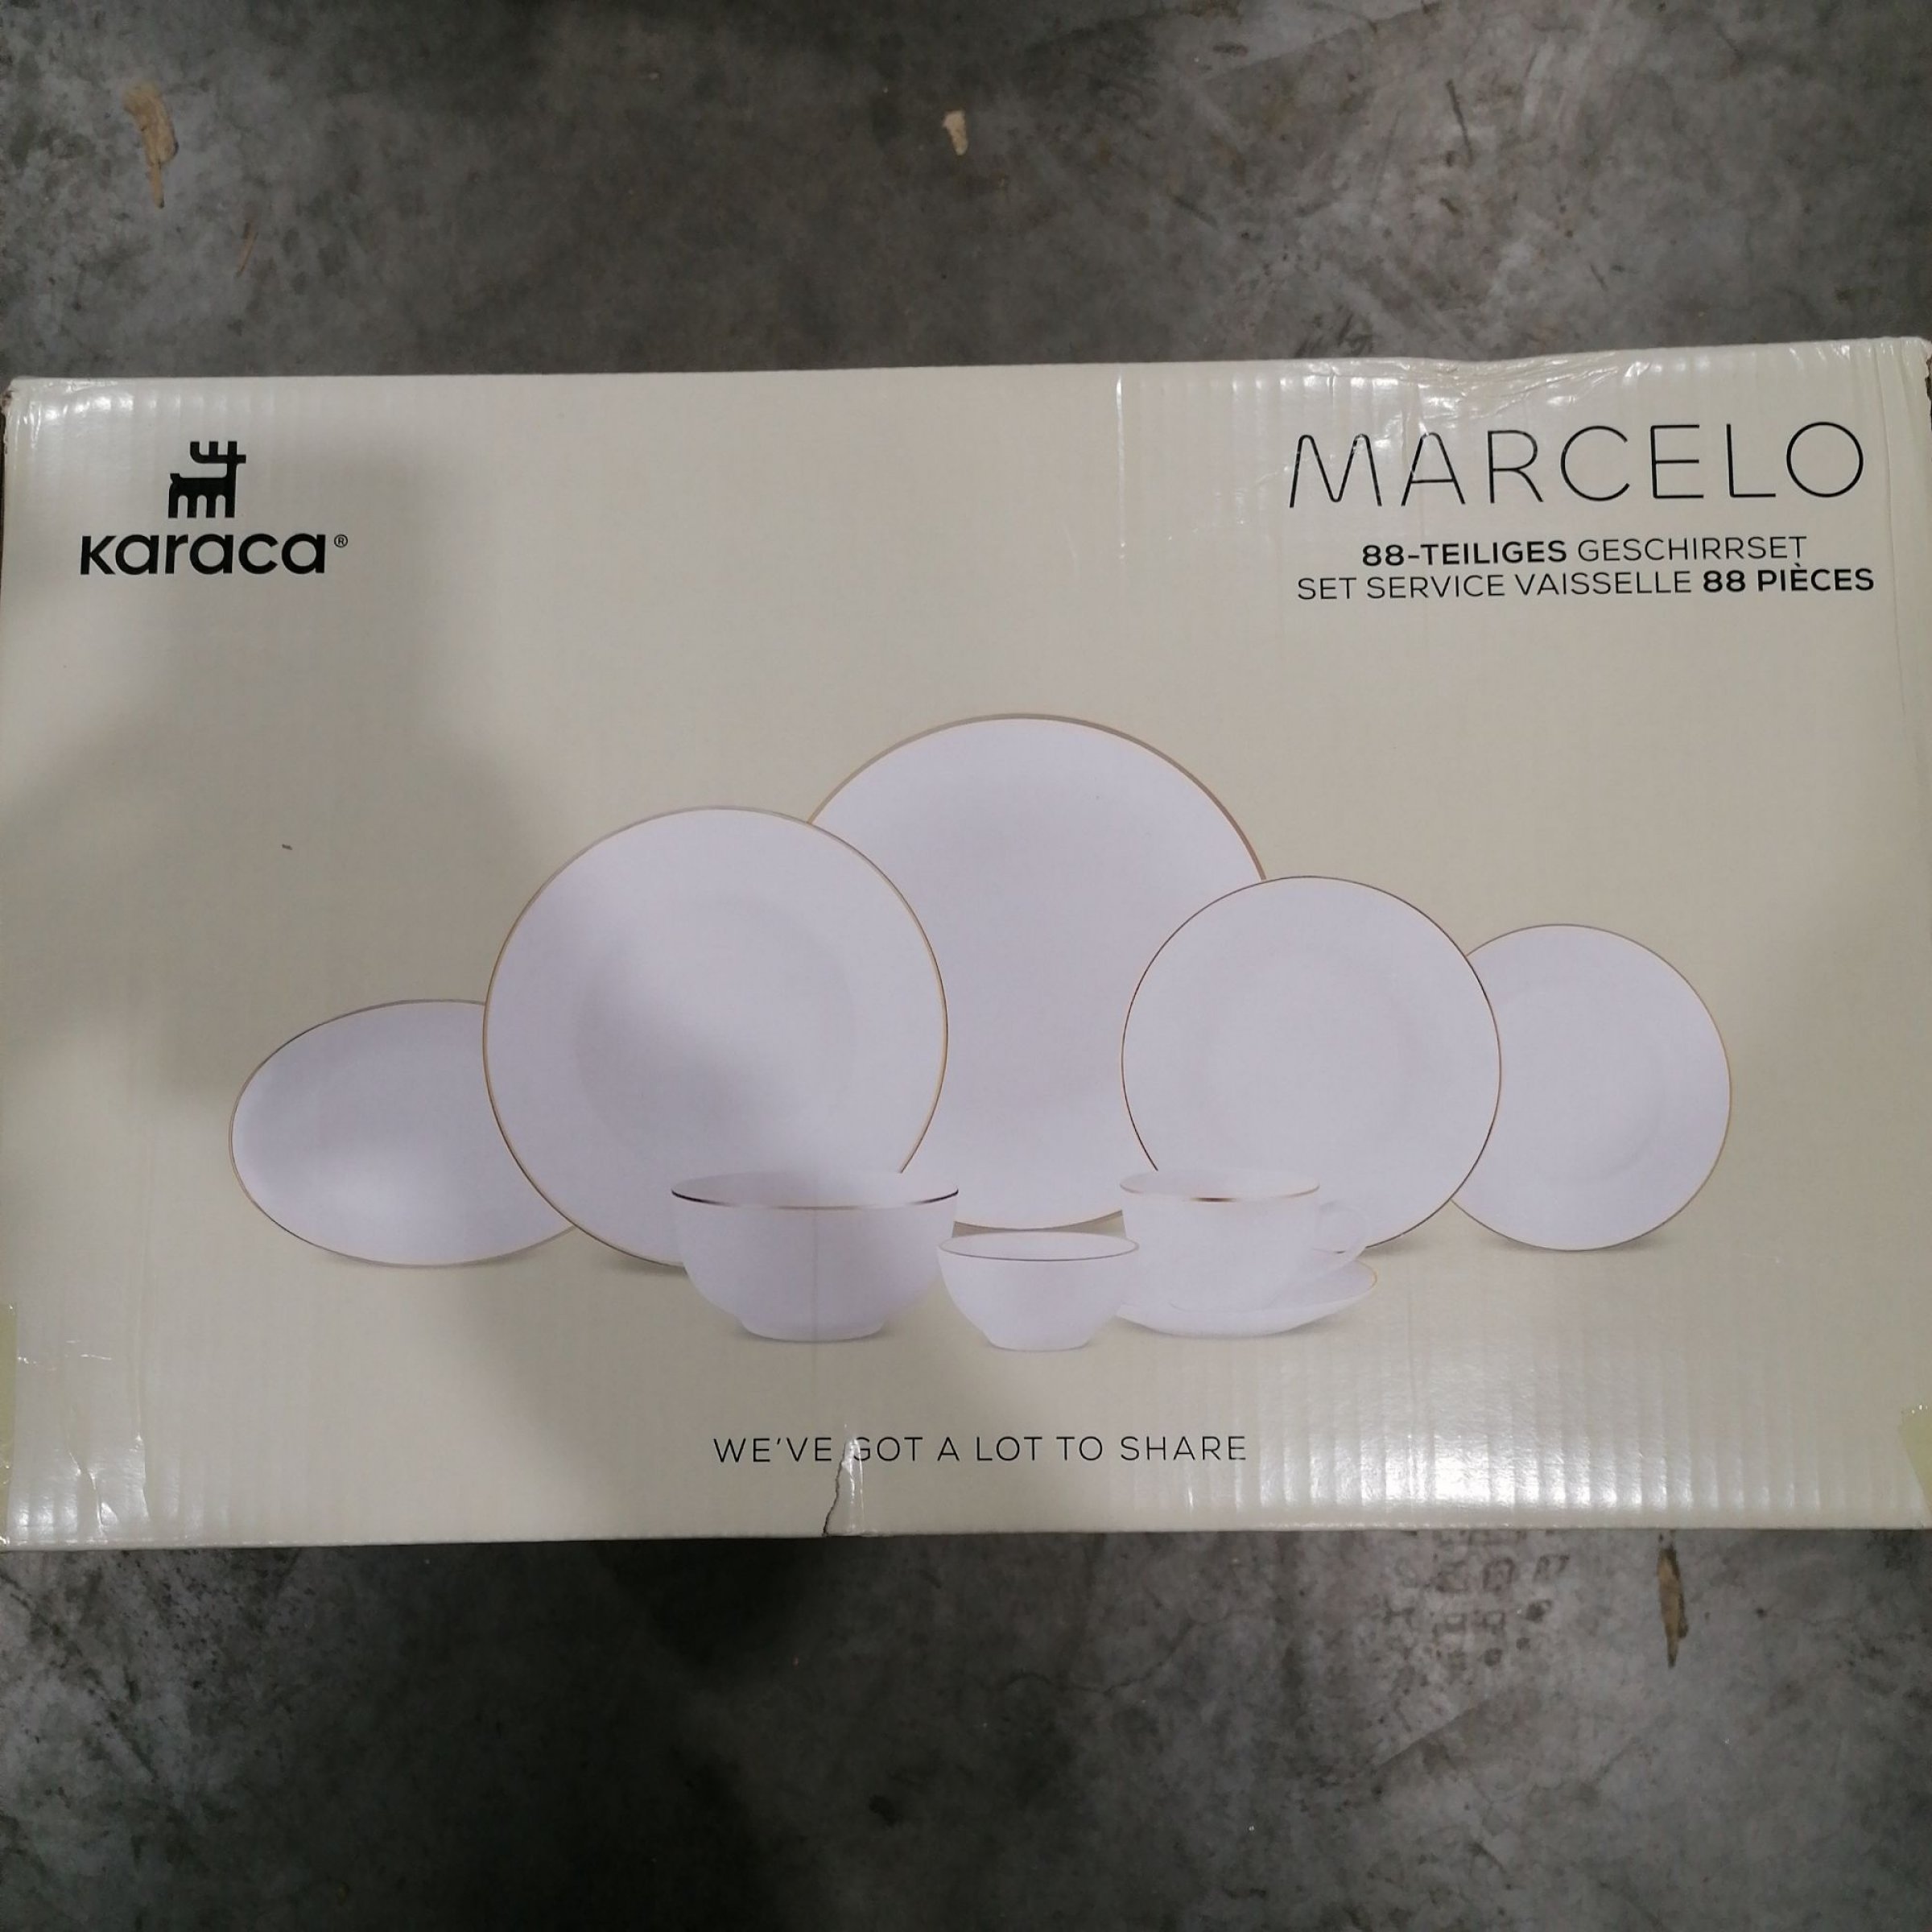 karaca®
MARCELO
88-TEILIGES GESCHIRRSET
SET SERVICE VAISSELLE 88 PIÈCES
WE'VE GOT A LOT TO SHARE